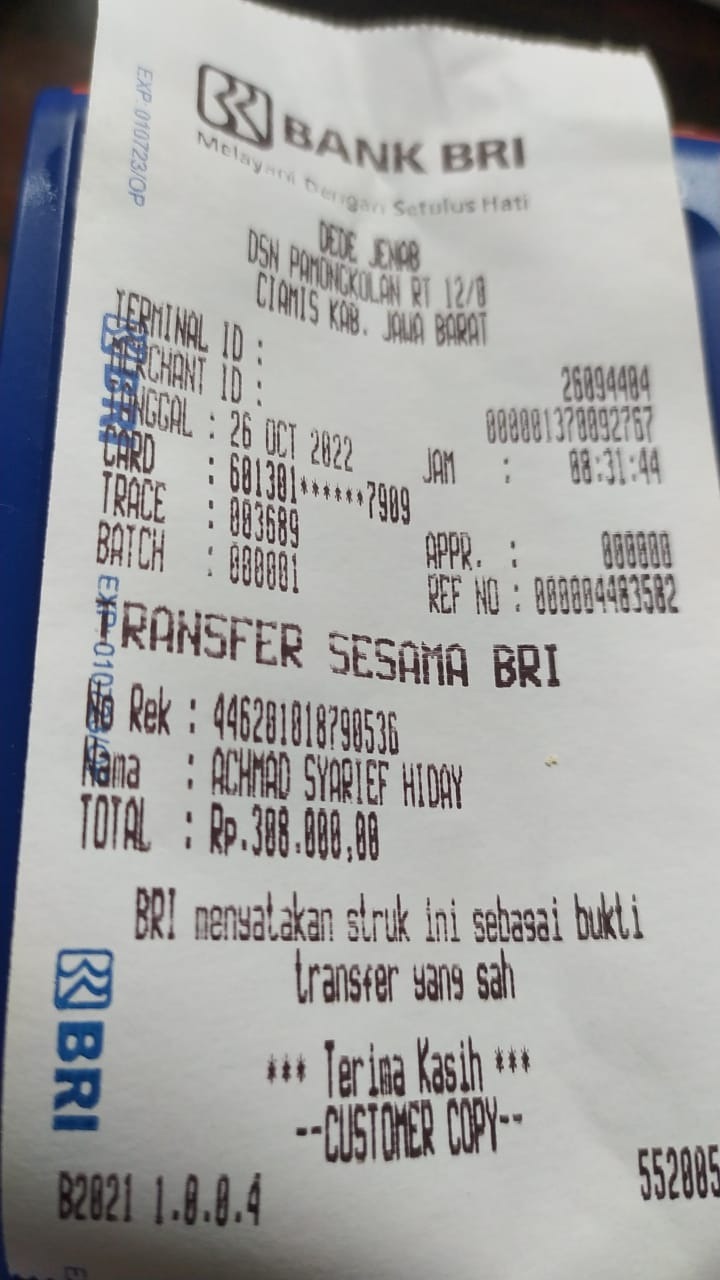 BANK BRI
Melayani Dengan Setulus Hati
DEDE JENAB
DSN PAMONGKOLAN RT 12/8
CIAMIS KAB. JAWA BARAT
TERMINAL ID : 26094404
MERCHANT ID : 000001370092767
TANGGAL : 26 OCT 2022 JAM : 08:31:44
CARD : 601301******7909
TRACE : 003689 APPR. : 000000
BATCH : 000001 REF NO : 000004483582
TRANSFER SESAMA BRI
No Rek : 446201018790536
Nama : ACHMAD SYARIEF HIDAY
TOTAL : Rp.308.000,00
BRI menyatakan struk ini sebagai bukti
transfer yang sah
*** Terima Kasih ***
--CUSTOMER COPY--
B2021 1.0.0.4 552005
EXP: 010723/OP
BRI
BRI